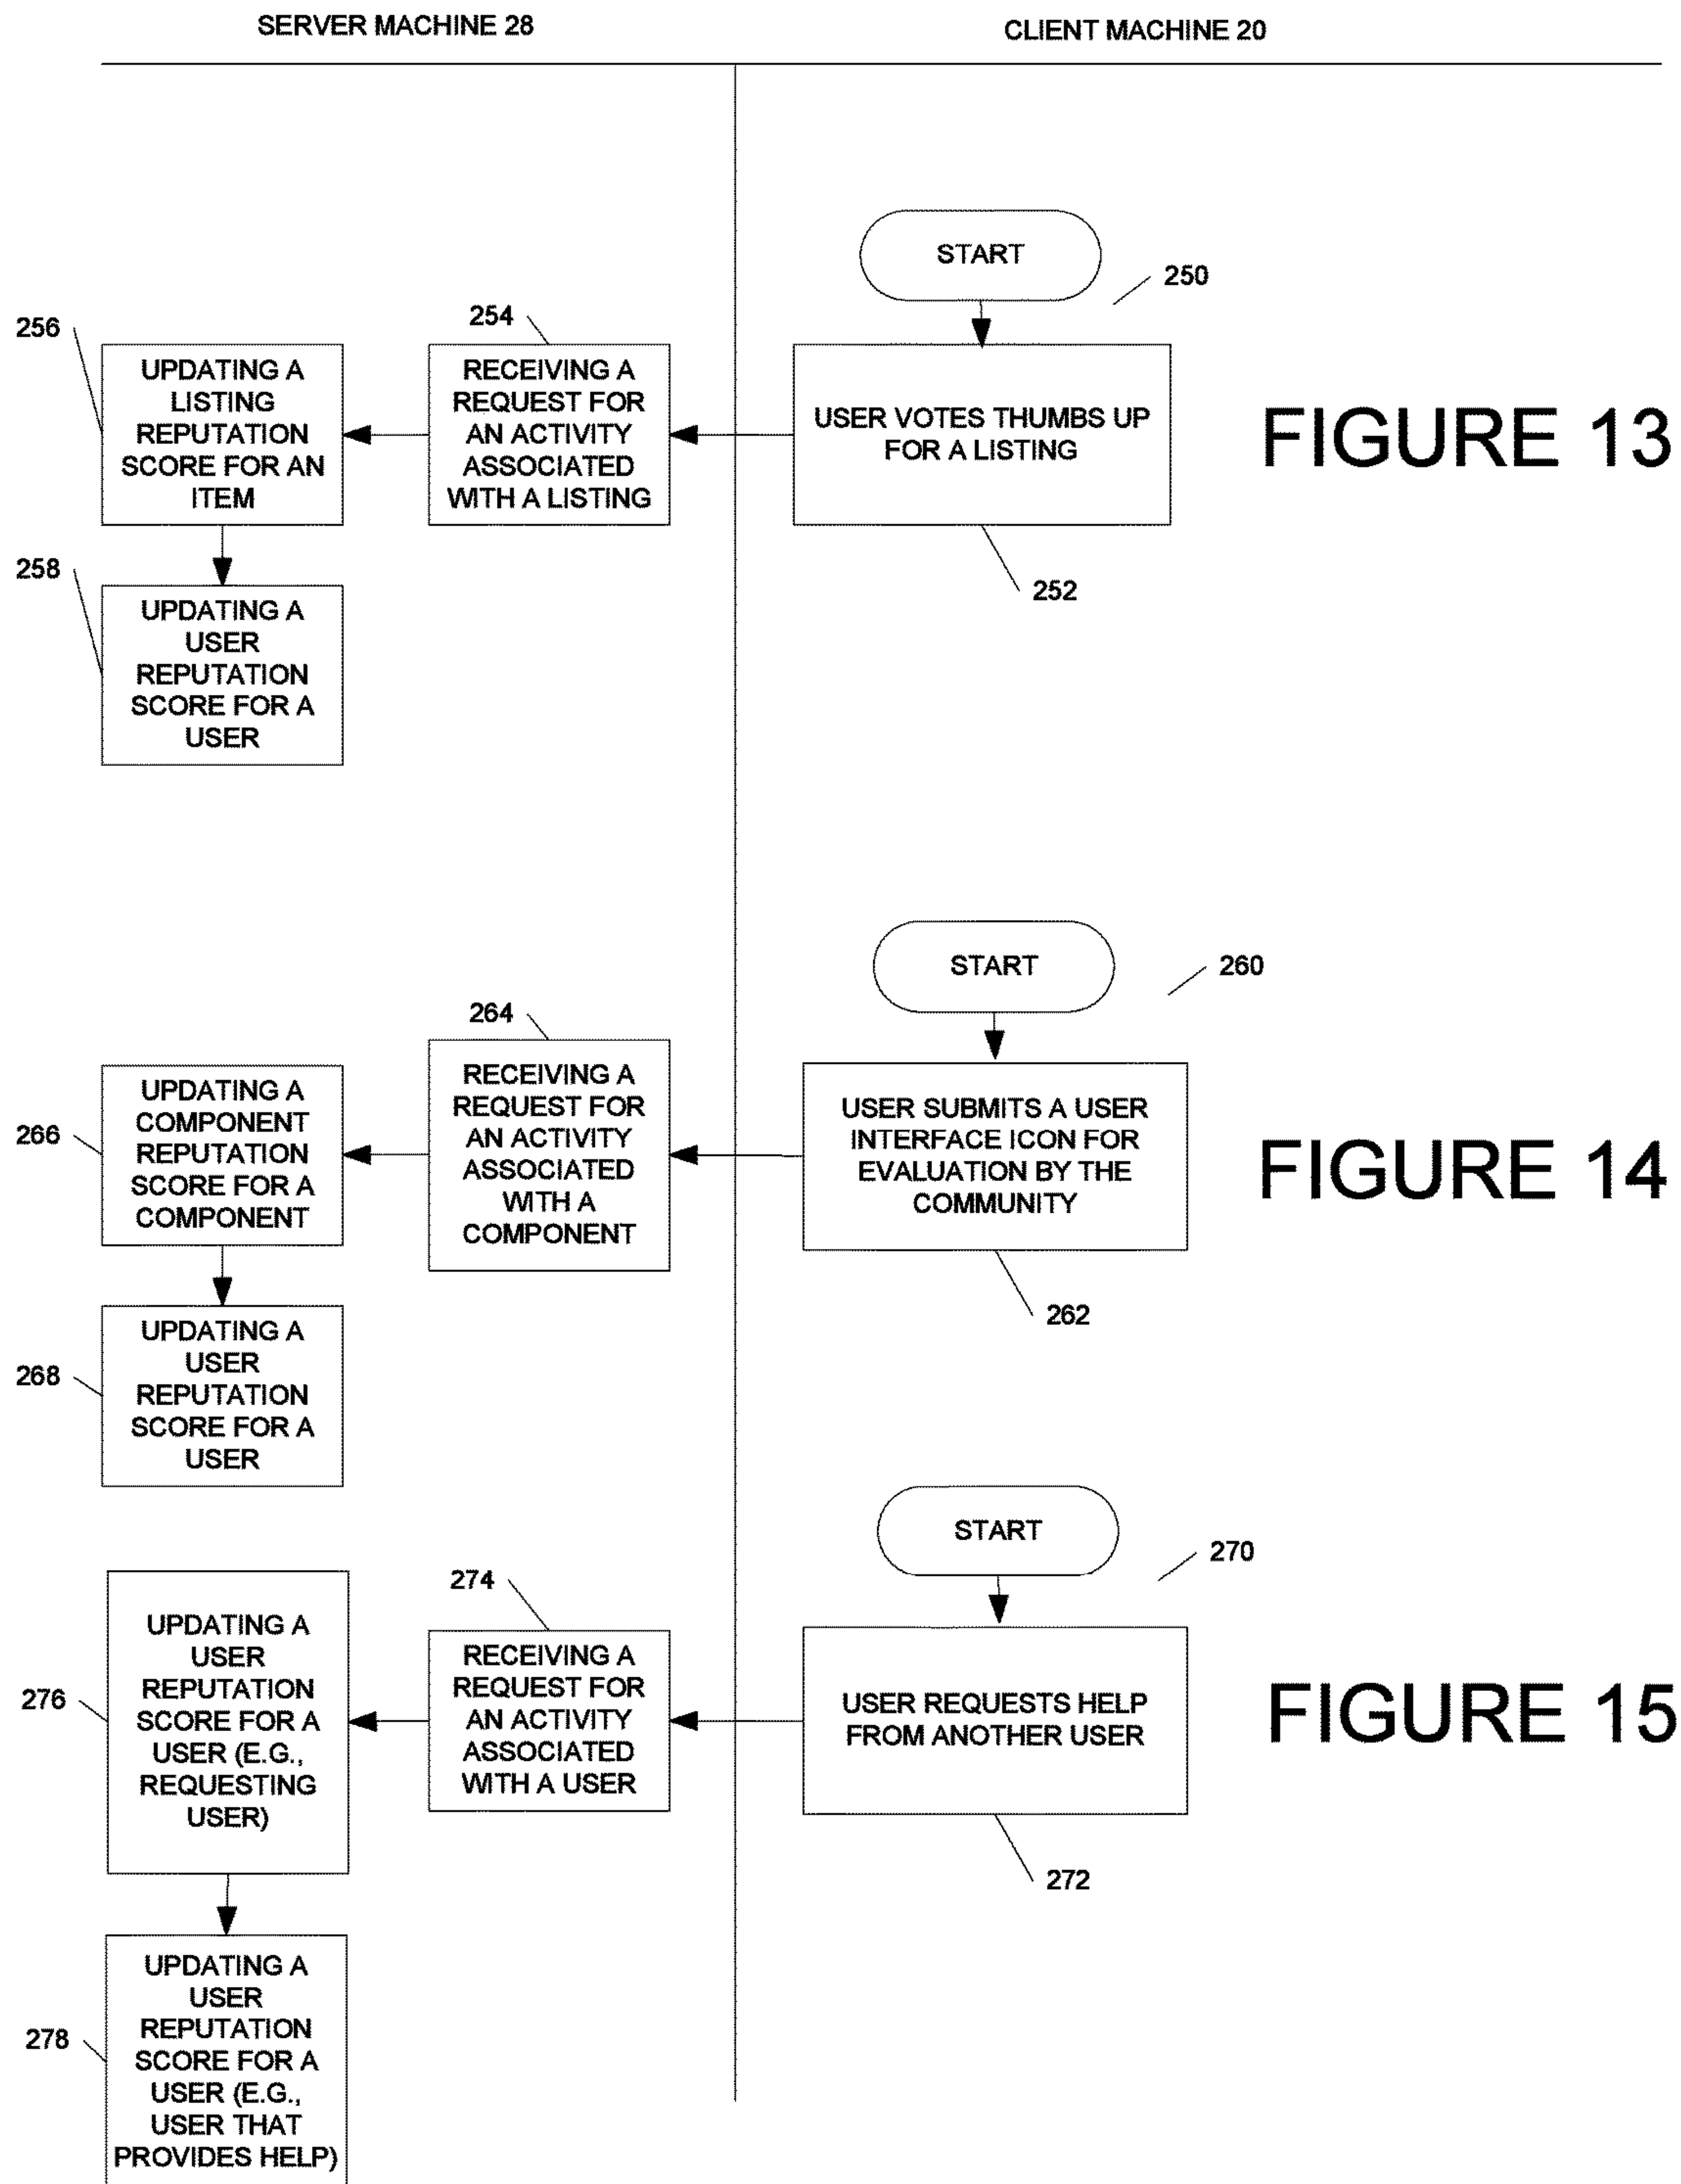 SERVER MACHINE 28
CLIENT MACHINE 20
START
250
256
254
UPDATING A
LISTING
REPUTATION
SCORE FOR AN
ITEM
RECEIVING A
REQUEST FOR
AN ACTIVITY
ASSOCIATED
WITH A LISTING
USER VOTES THUMBS UP
FOR A LISTING
FIGURE 13
258
252
UPDATING A
USER
REPUTATION
SCORE FOR A
USER
START
260
264
266
UPDATING A
COMPONENT
REPUTATION
SCORE FOR A
COMPONENT
RECEIVING A
REQUEST FOR
AN ACTIVITY
ASSOCIATED
WITH A
COMPONENT
USER SUBMITS A USER
INTERFACE ICON FOR
EVALUATION BY THE
COMMUNITY
FIGURE 14
262
268
UPDATING A
USER
REPUTATION
SCORE FOR A
USER
START
270
274
276
UPDATING A
USER
REPUTATION
SCORE FOR A
USER (E.G.,
REQUESTING
USER)
RECEIVING A
REQUEST FOR
AN ACTIVITY
ASSOCIATED
WITH A USER
USER REQUESTS HELP
FROM ANOTHER USER
FIGURE 15
272
278
UPDATING A
USER
REPUTATION
SCORE FOR A
USER (E.G.,
USER THAT
PROVIDES HELP)